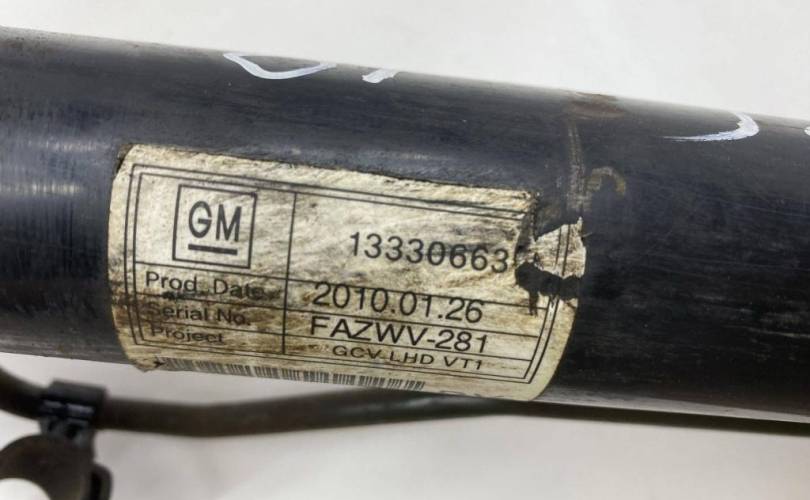 GM
13330663
Prod. Date 2010.01.26
Serial No. FAZWV-281
Project GCV-LHD VT1